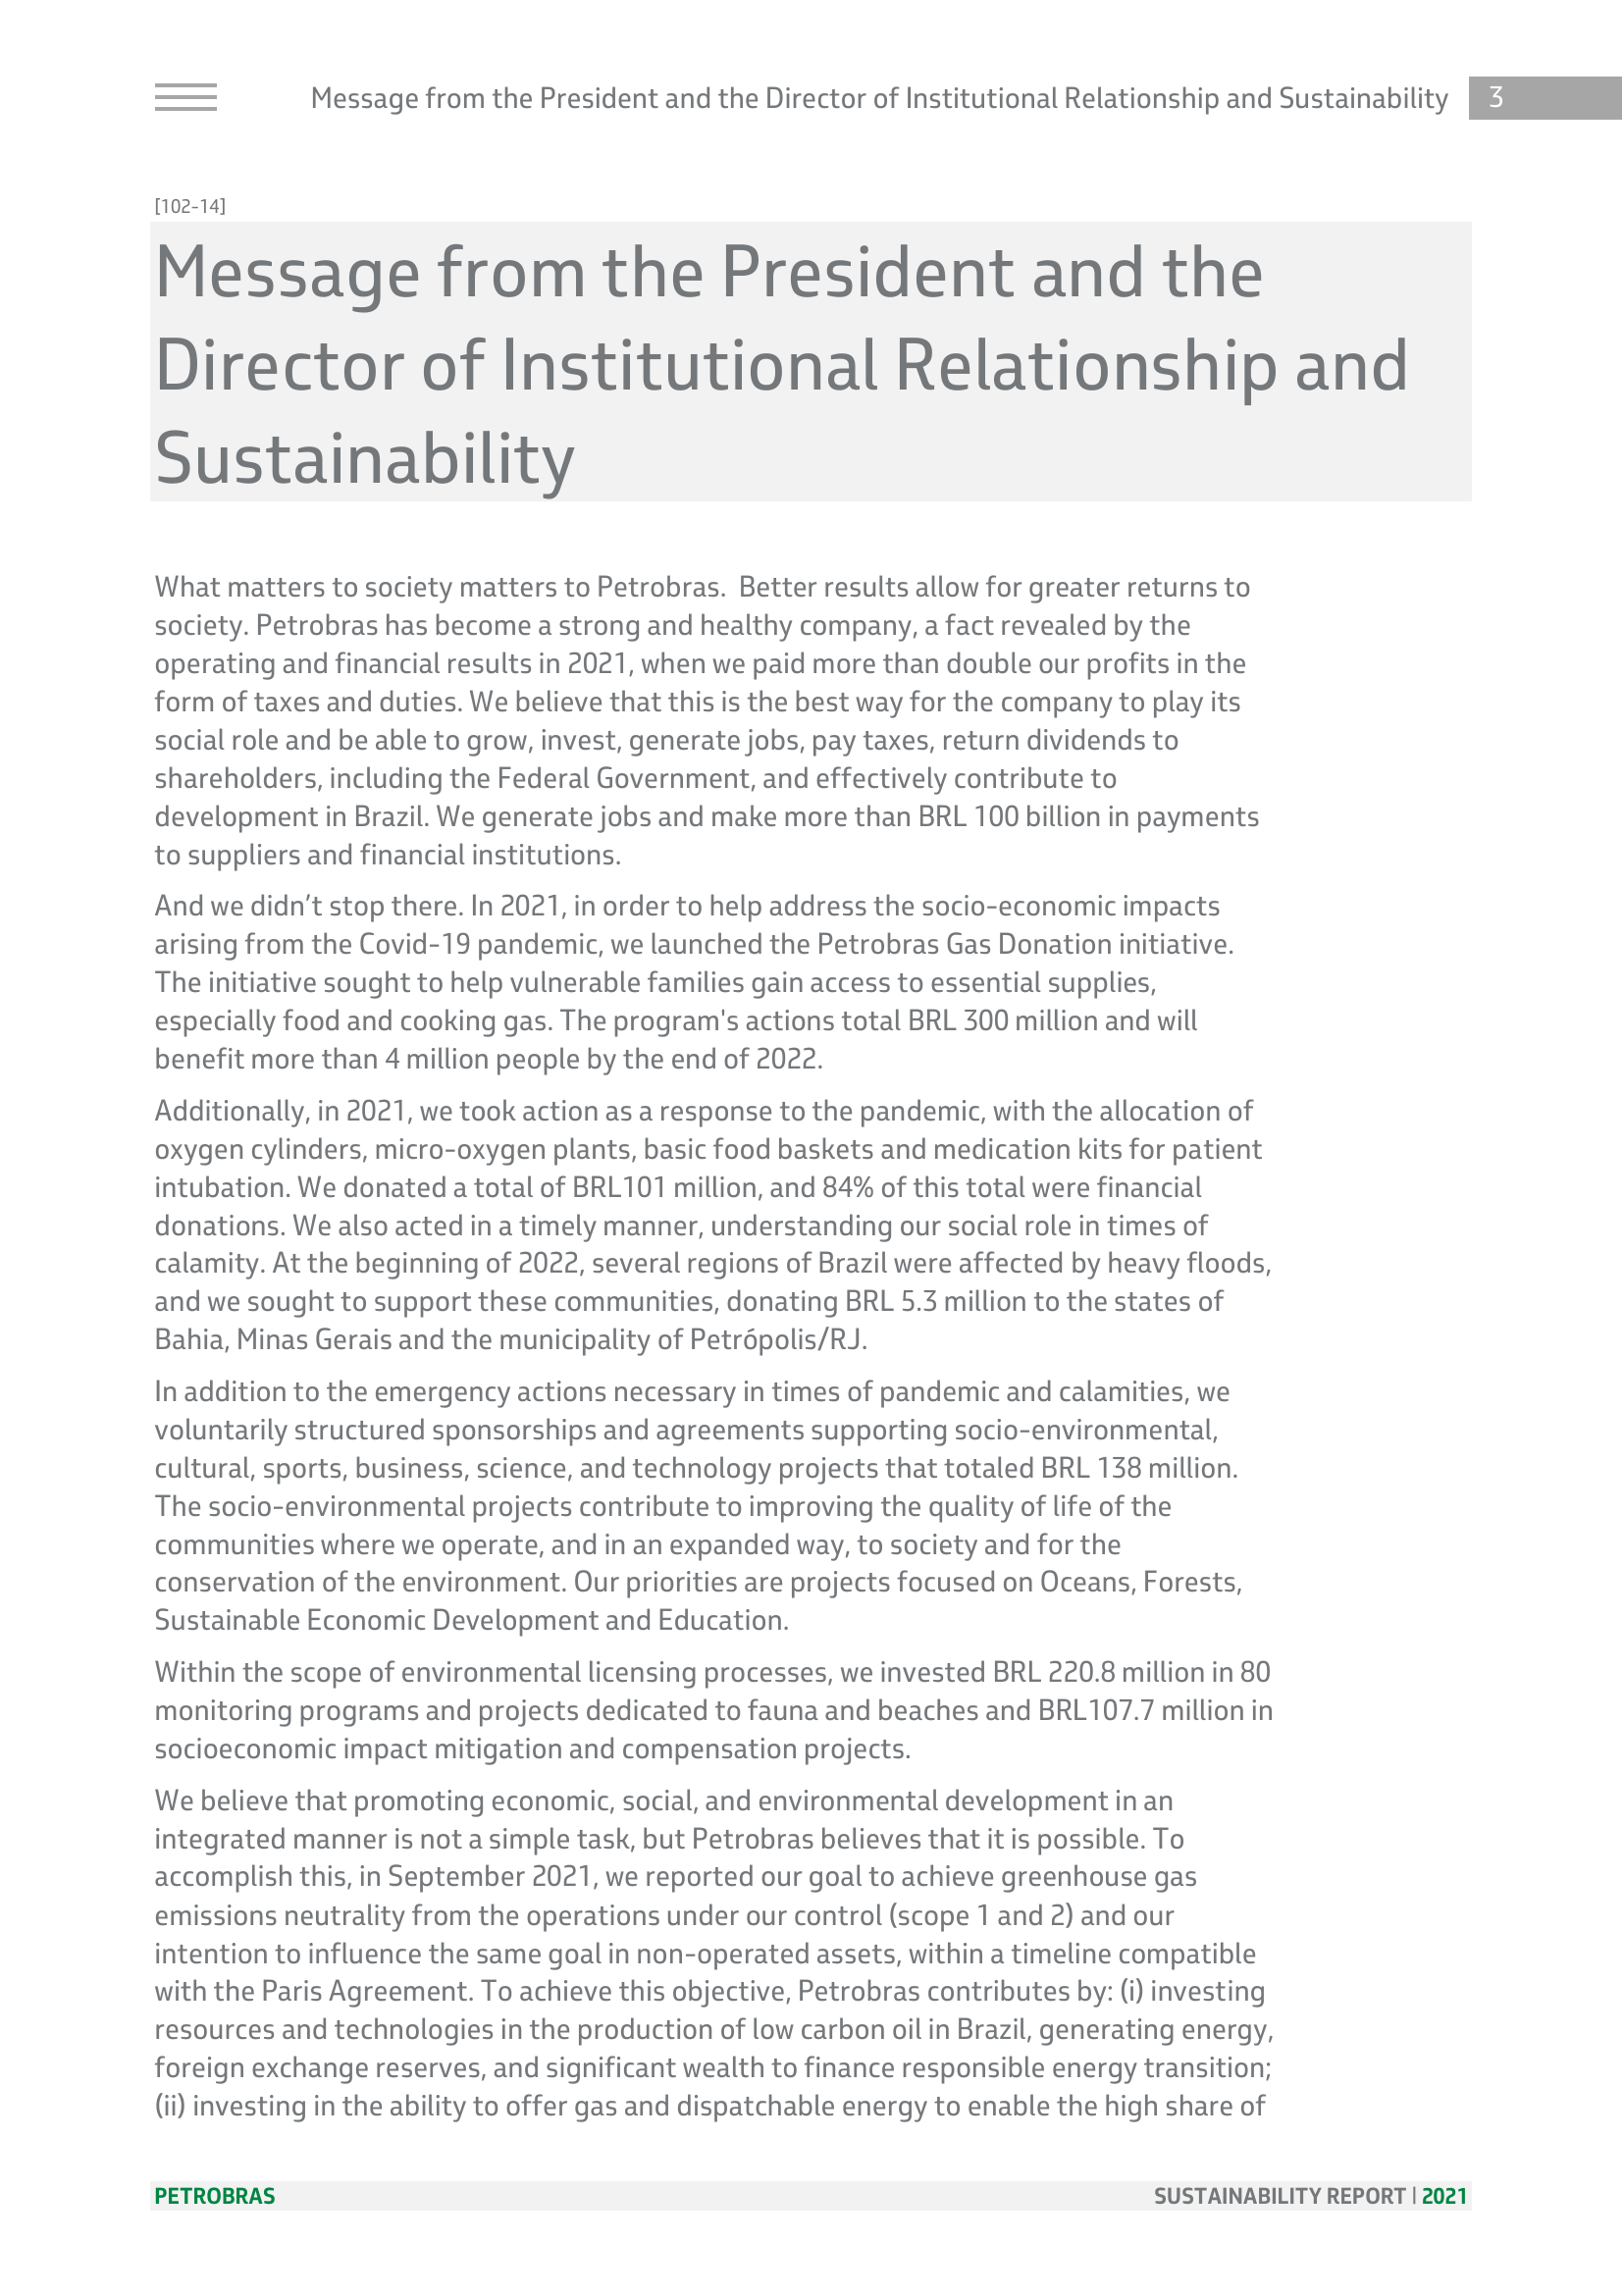 Message from the President and the Director of Institutional Relationship and Sustainability
3
[102-14]
Message from the President and the
Director of Institutional Relationship and
Sustainability
What matters to society matters to Petrobras.  Better results allow for greater returns to
society. Petrobras has become a strong and healthy company, a fact revealed by the
operating and financial results in 2021, when we paid more than double our profits in the
form of taxes and duties. We believe that this is the best way for the company to play its
social role and be able to grow, invest, generate jobs, pay taxes, return dividends to
shareholders, including the Federal Government, and effectively contribute to
development in Brazil. We generate jobs and make more than BRL 100 billion in payments
to suppliers and financial institutions.
And we didn’t stop there. In 2021, in order to help address the socio-economic impacts
arising from the Covid-19 pandemic, we launched the Petrobras Gas Donation initiative.
The initiative sought to help vulnerable families gain access to essential supplies,
especially food and cooking gas. The program's actions total BRL 300 million and will
benefit more than 4 million people by the end of 2022.
Additionally, in 2021, we took action as a response to the pandemic, with the allocation of
oxygen cylinders, micro-oxygen plants, basic food baskets and medication kits for patient
intubation. We donated a total of BRL101 million, and 84% of this total were financial
donations. We also acted in a timely manner, understanding our social role in times of
calamity. At the beginning of 2022, several regions of Brazil were affected by heavy floods,
and we sought to support these communities, donating BRL 5.3 million to the states of
Bahia, Minas Gerais and the municipality of Petrópolis/RJ.
In addition to the emergency actions necessary in times of pandemic and calamities, we
voluntarily structured sponsorships and agreements supporting socio-environmental,
cultural, sports, business, science, and technology projects that totaled BRL 138 million.
The socio-environmental projects contribute to improving the quality of life of the
communities where we operate, and in an expanded way, to society and for the
conservation of the environment. Our priorities are projects focused on Oceans, Forests,
Sustainable Economic Development and Education.
Within the scope of environmental licensing processes, we invested BRL 220.8 million in 80
monitoring programs and projects dedicated to fauna and beaches and BRL107.7 million in
socioeconomic impact mitigation and compensation projects.
We believe that promoting economic, social, and environmental development in an
integrated manner is not a simple task, but Petrobras believes that it is possible. To
accomplish this, in September 2021, we reported our goal to achieve greenhouse gas
emissions neutrality from the operations under our control (scope 1 and 2) and our
intention to influence the same goal in non-operated assets, within a timeline compatible
with the Paris Agreement. To achieve this objective, Petrobras contributes by: (i) investing
resources and technologies in the production of low carbon oil in Brazil, generating energy,
foreign exchange reserves, and significant wealth to finance responsible energy transition;
(ii) investing in the ability to offer gas and dispatchable energy to enable the high share of
PETROBRAS
SUSTAINABILITY REPORT | 2021